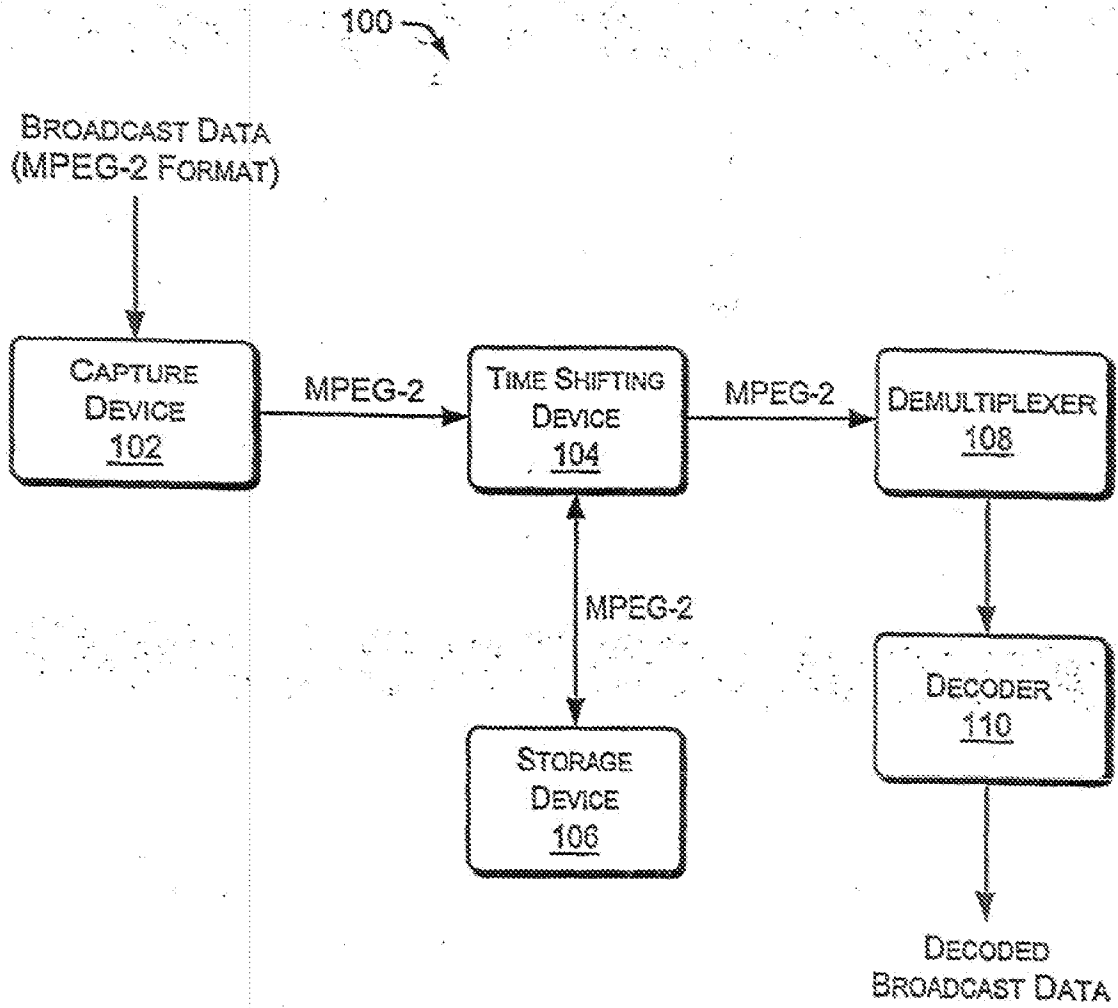 100
BROADCAST DATA
(MPEG-2 FORMAT)
CAPTURE
DEVICE
102
MPEG-2
TIME SHIFTING
DEVICE
104
MPEG-2
DEMULTIPLEXER
108
MPEG-2
STORAGE
DEVICE
106
DECODER
110
DECODED
BROADCAST DATA